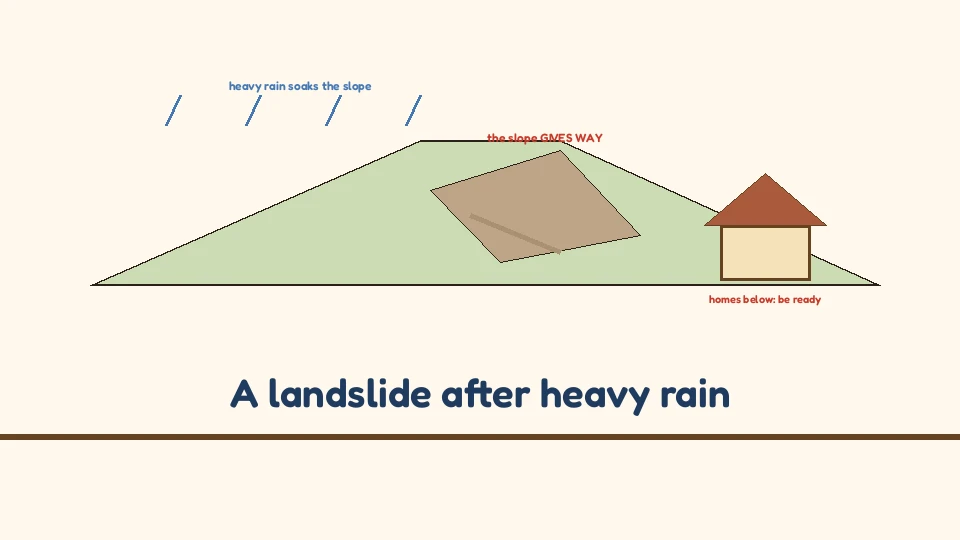 heavy rain soaks the slope
the slope GIVES WAY
homes below: be ready
A landslide after heavy rain